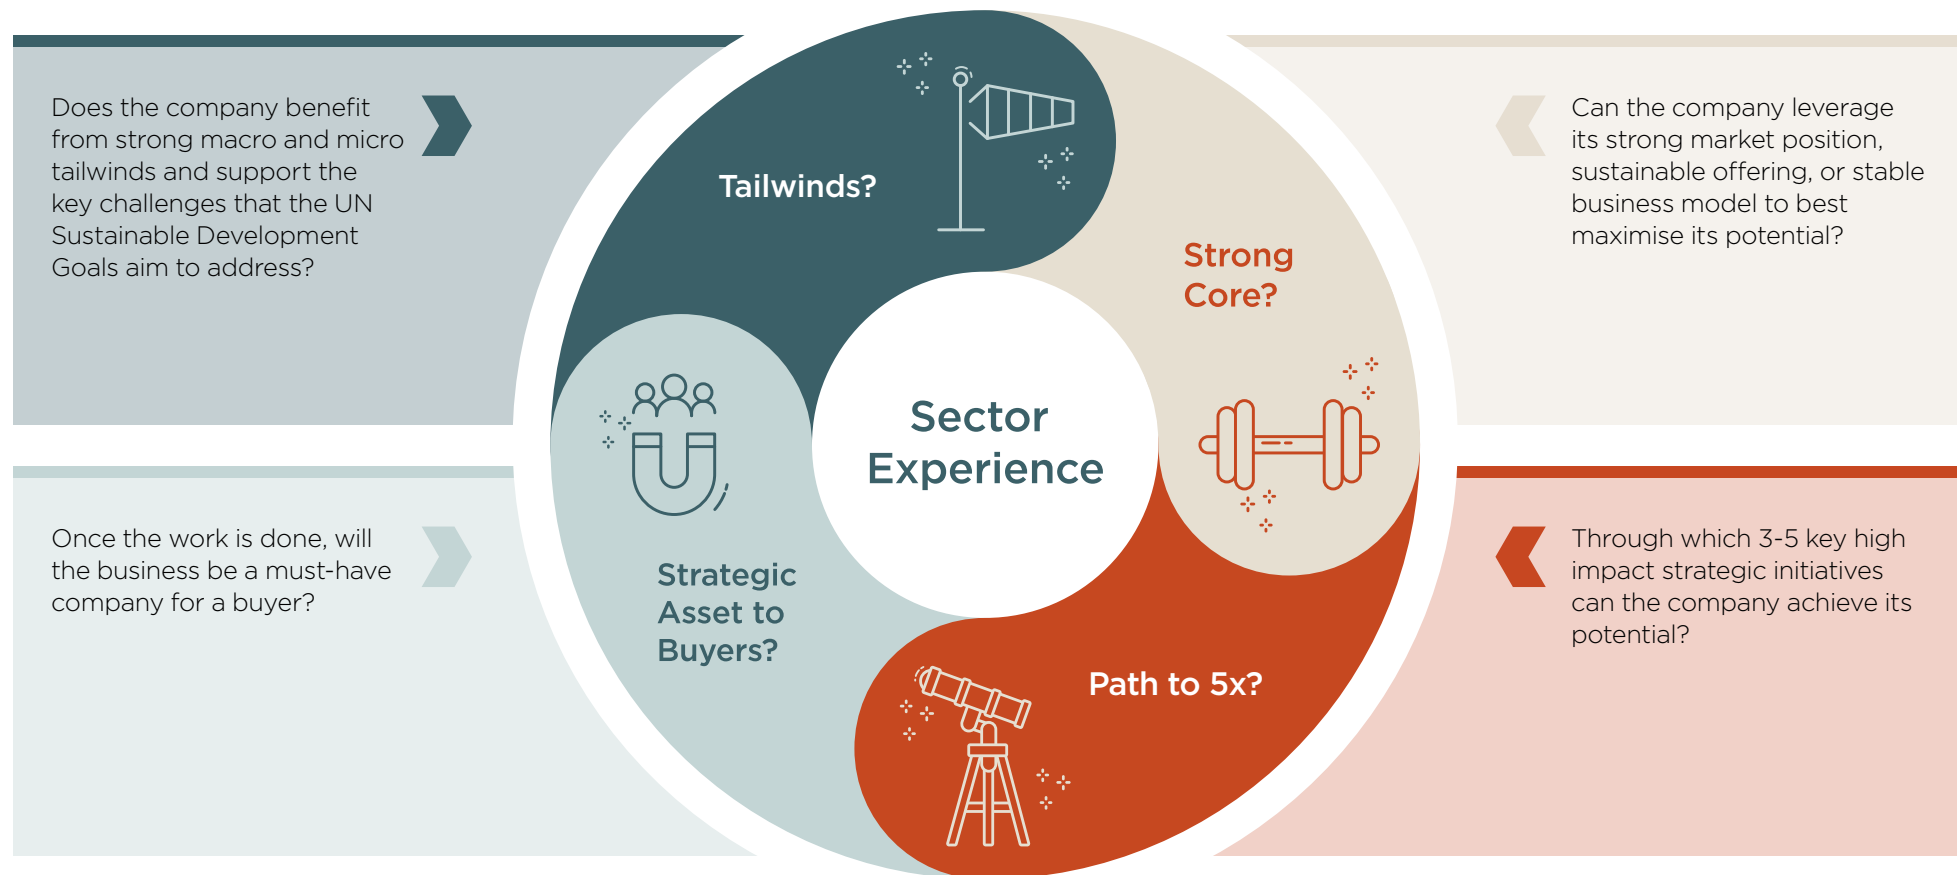 Does the company benefit
from strong macro and micro
tailwinds and support the
key challenges that the UN
Sustainable Development
Goals aim to address?
Tailwinds?
Can the company leverage
its strong market position,
sustainable offering, or stable
business model to best
maximise its potential?
Strong
Core?
Sector
Experience
Once the work is done, will
the business be a must-have
company for a buyer?
Strategic
Asset to
Buyers?
Path to 5x?
Through which 3-5 key high
impact strategic initiatives
can the company achieve its
potential?